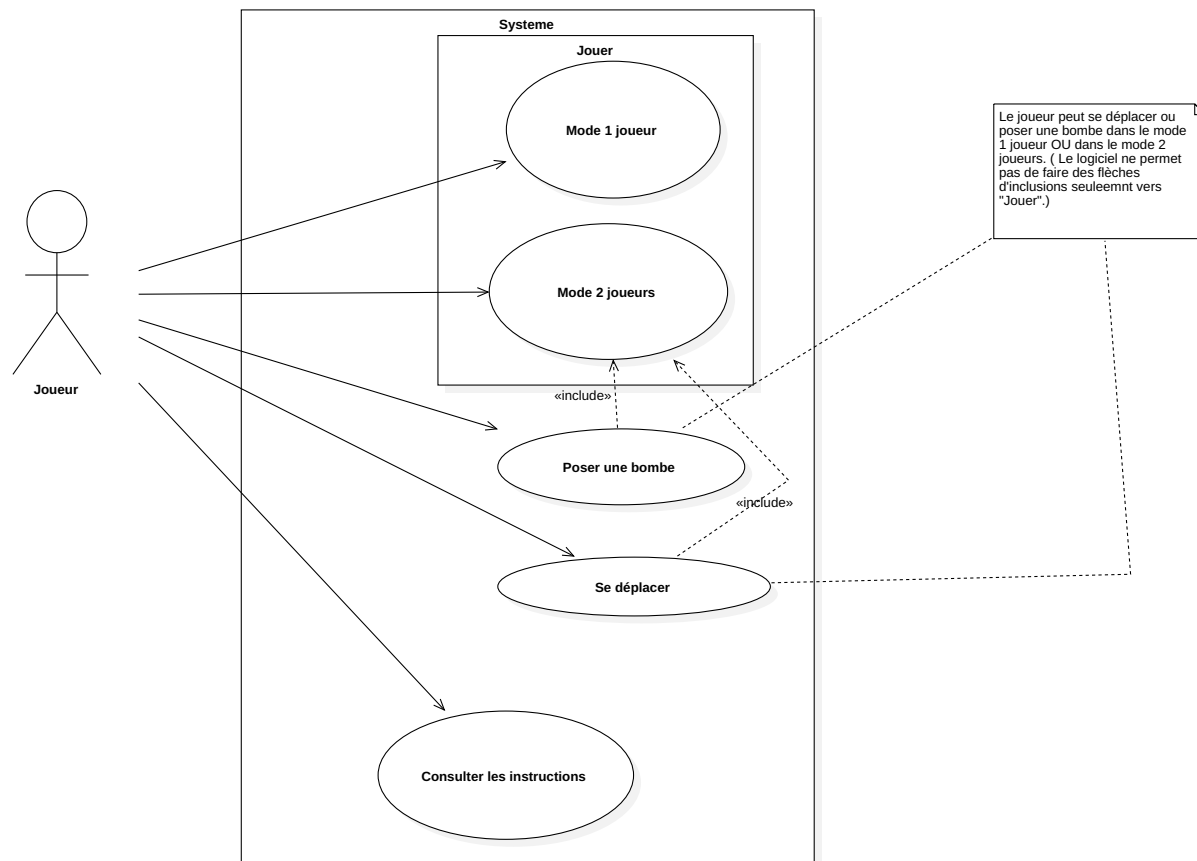 Systeme
Jouer
Mode 1 joueur
Le joueur peut se déplacer ou
poser une bombe dans le mode
1 joueur OU dans le mode 2
joueurs. ( Le logiciel ne permet
pas de faire des flèches
d'inclusions seuleemnt vers
"Jouer".)
Mode 2 joueurs
Joueur
«include»
Poser une bombe
«include»
Se déplacer
Consulter les instructions